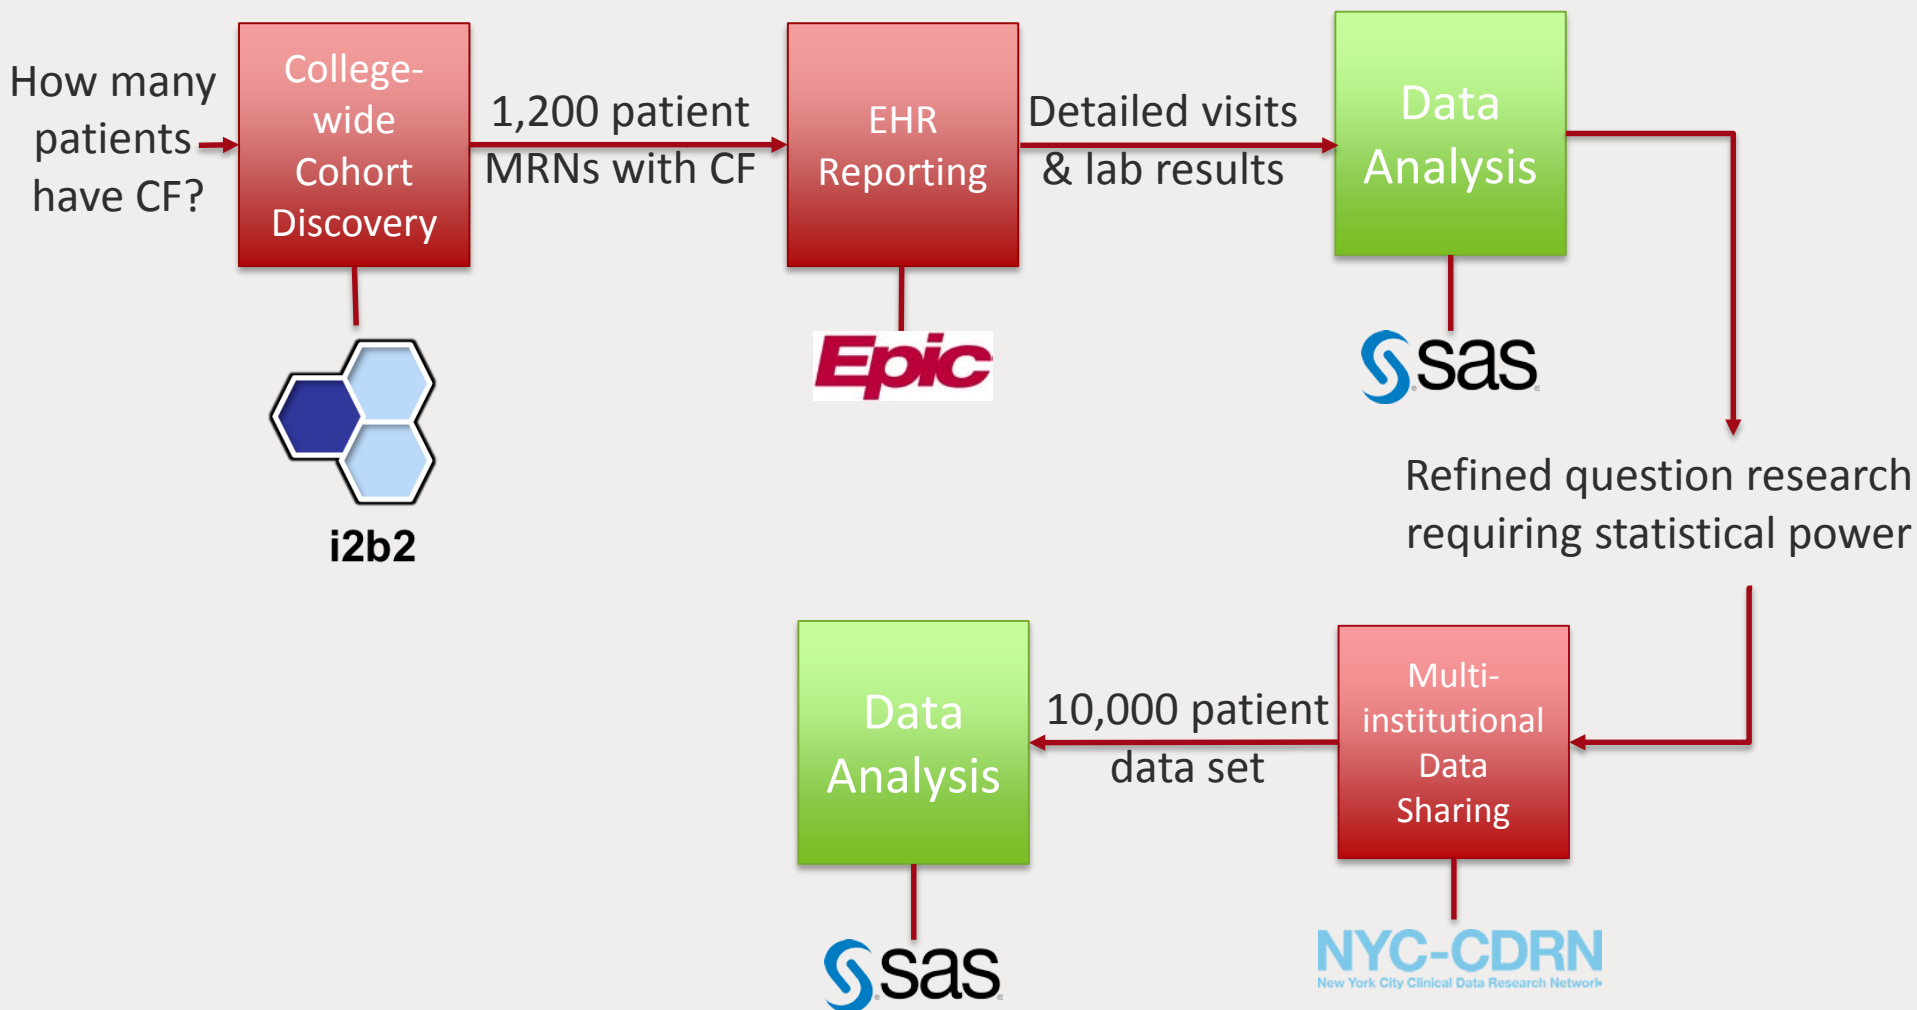 How many
patients
have CF?
College-
wide
Cohort
Discovery
1,200 patient
MRNs with CF
EHR
Reporting
Detailed visits
& lab results
Data
Analysis
i2b2
Epic
sas
Refined question research
requiring statistical power
Multi-
institutional
Data
Sharing
10,000 patient
data set
Data
Analysis
NYC-CDRN
New York City Clinical Data Research Network
sas